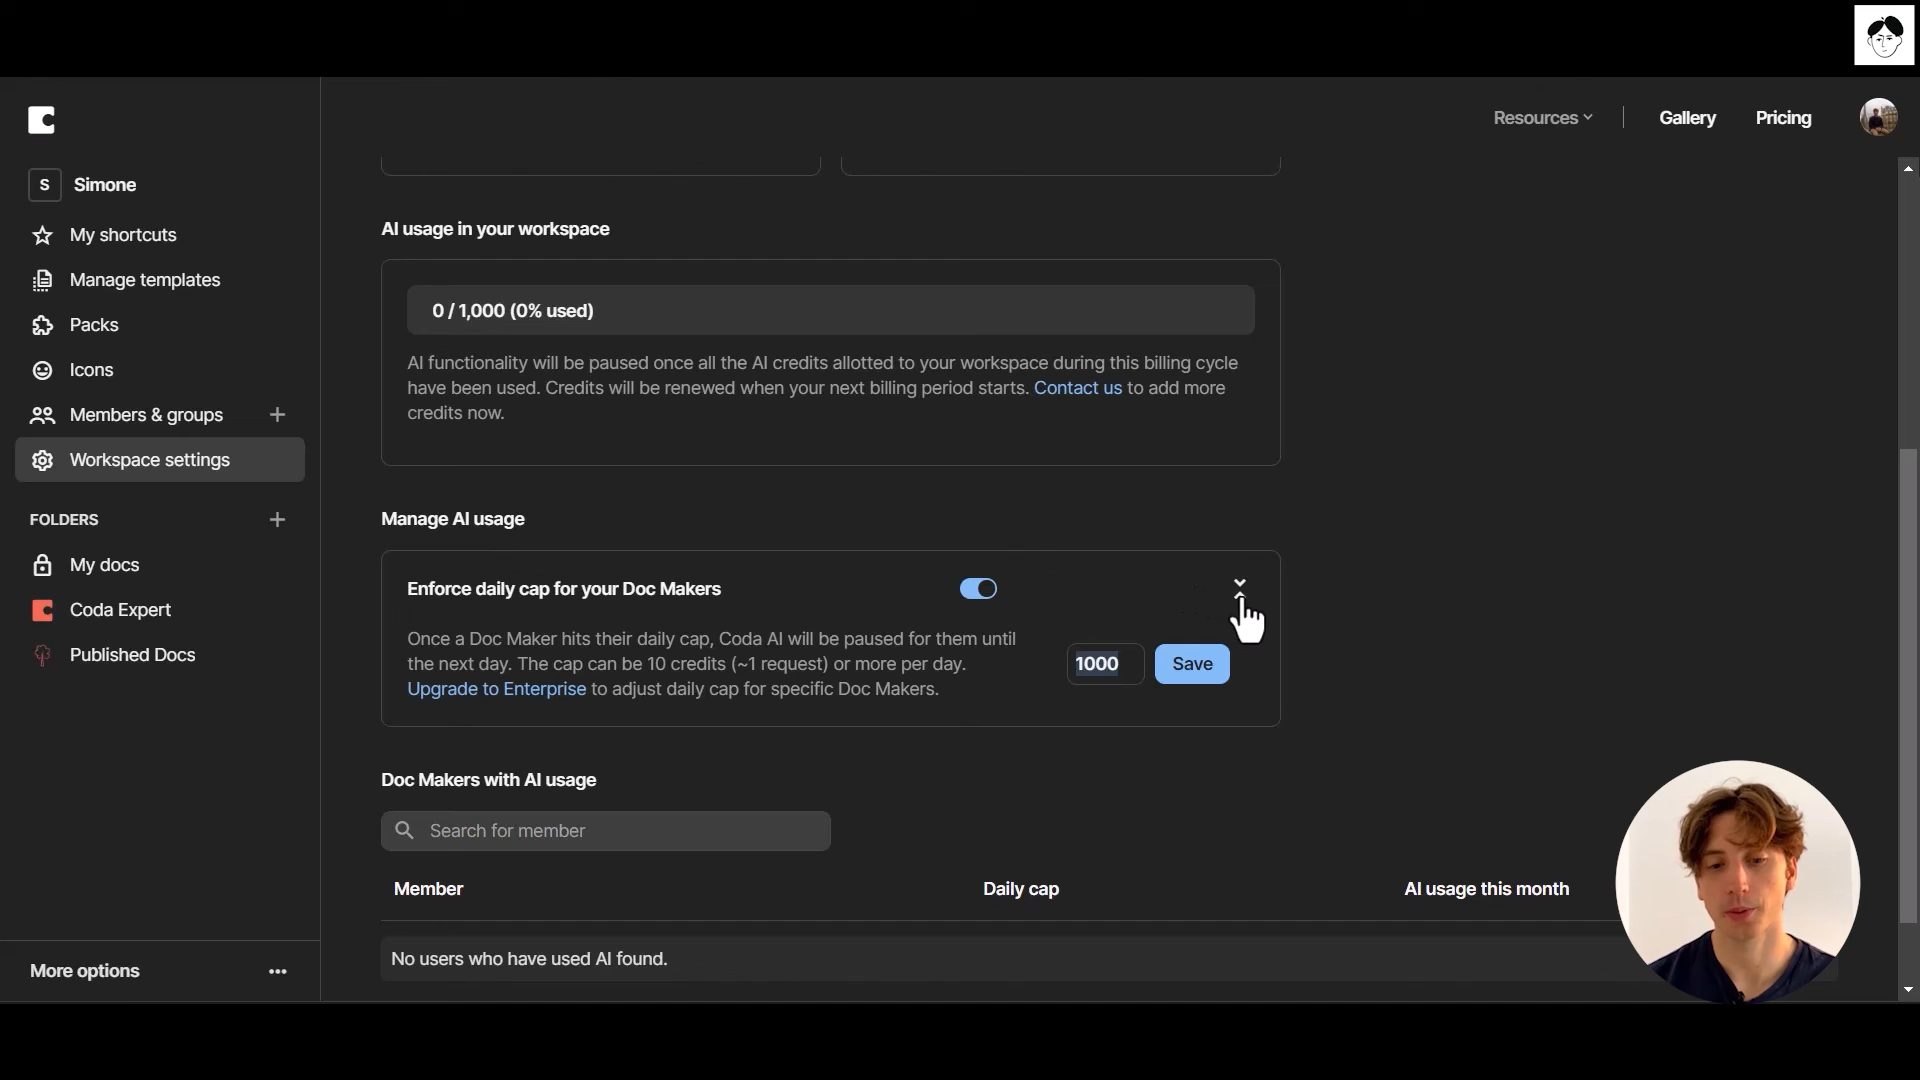 Resources
Gallery
Pricing
S
Simone
My shortcuts
Manage templates
Packs
Icons
Members & groups
Workspace settings
FOLDERS
My docs
Coda Expert
Published Docs
More options
AI usage in your workspace
0 / 1,000 (0% used)
AI functionality will be paused once all the AI credits allotted to your workspace during this billing cycle
have been used. Credits will be renewed when your next billing period starts. Contact us to add more
credits now.
Manage AI usage
Enforce daily cap for your Doc Makers
Once a Doc Maker hits their daily cap, Coda AI will be paused for them until
the next day. The cap can be 10 credits (~1 request) or more per day.
Upgrade to Enterprise to adjust daily cap for specific Doc Makers.
1000
Save
Doc Makers with AI usage
Search for member
Member
Daily cap
AI usage this month
No users who have used AI found.